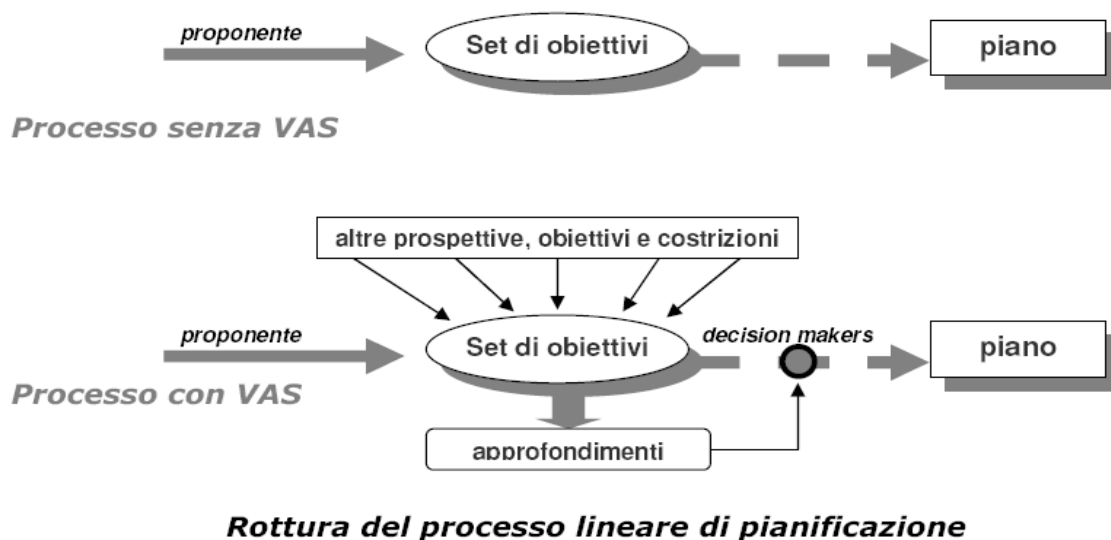 proponente
Set di obiettivi
piano
Processo senza VAS
altre prospettive, obiettivi e costrizioni
proponente
Set di obiettivi
decision makers
piano
Processo con VAS
approfondimenti
Rottura del processo lineare di pianificazione